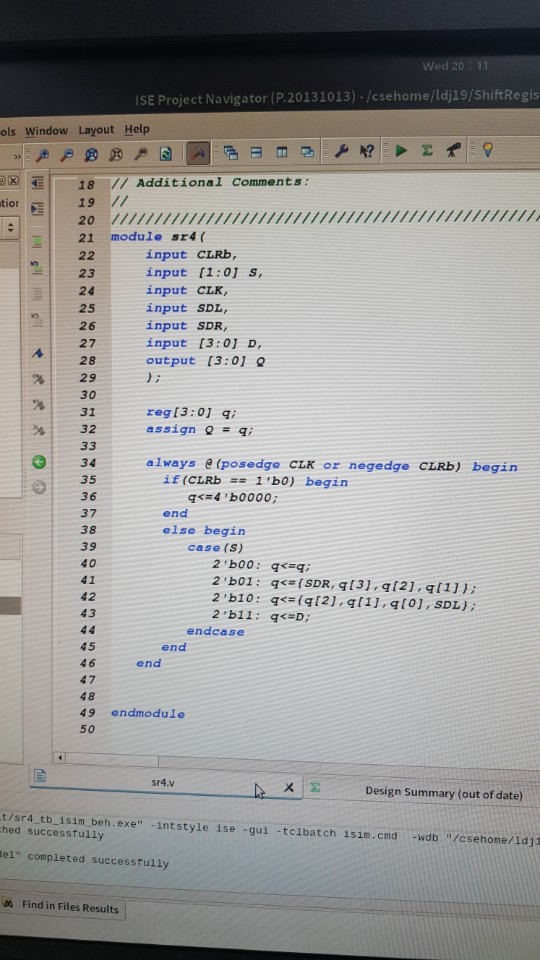 Wed 20 : 11
ISE Project Navigator (P.20131013) - /csehome/ldj19/ShiftRegis
ols Window Layout Help
18 // Additional Comments:
19 //
20 ////////////////////////////////////////////////////
21 module sr4(
22 input CLRb,
23 input [1:0] S,
24 input CLK,
25 input SDL,
26 input SDR,
27 input [3:0] D,
28 output [3:0] Q
29 );
30
31 reg[3:0] q;
32 assign Q = q;
33
34 always @(posedge CLK or negedge CLRb) begin
35 if(CLRb == 1'b0) begin
36 q<=4'b0000;
37 end
38 else begin
39 case(S)
40 2'b00: q<=q;
41 2'b01: q<={SDR,q[3],q[2],q[1]};
42 2'b10: q<={q[2],q[1],q[0],SDL};
43 2'b11: q<=D;
44 endcase
45 end
46 end
47
48
49 endmodule
50
sr4.v
Design Summary (out of date)
t/sr4_tb_isim_beh.exe" -intstyle ise -gui -tclbatch isim.cmd -wdb "/csehome/ldj1
ched successfully
del" completed successfully
Find in Files Results